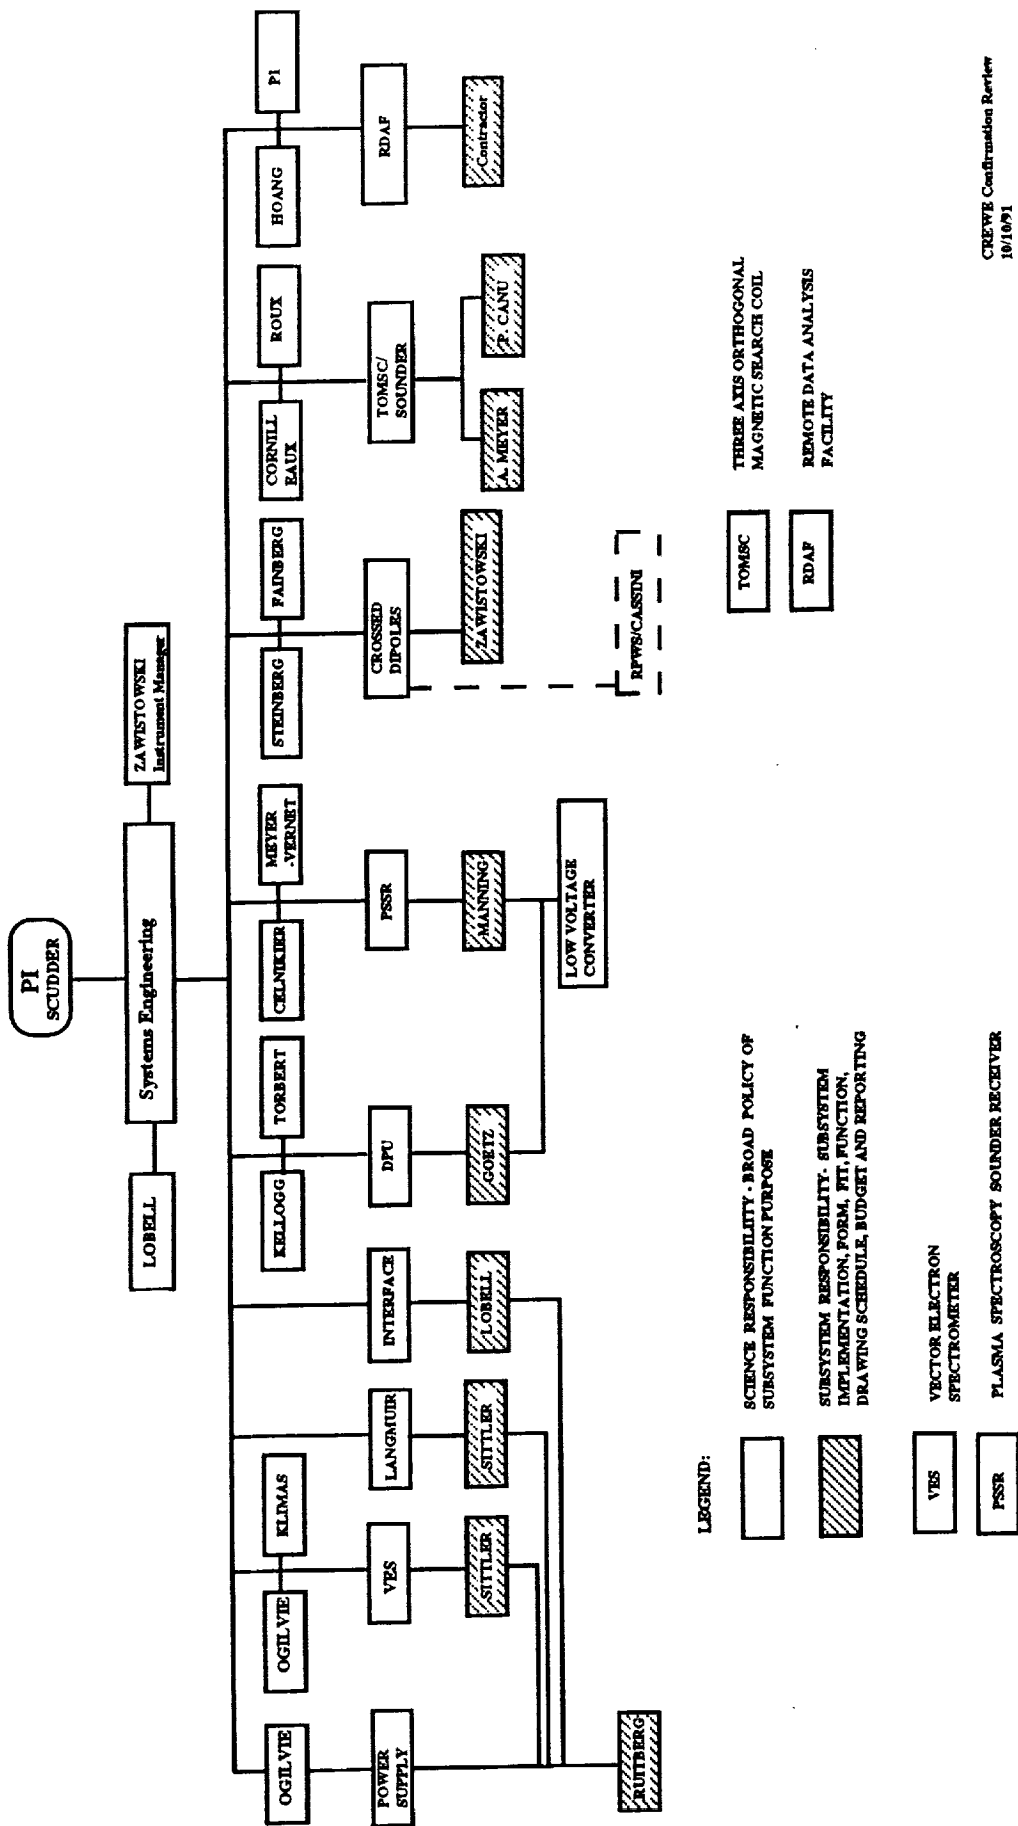 PI
SCUDDER
LOBELL
Systems Engineering
ZAWISTOWSKI
Instrument Manager
OGILVIE
OGILVIE
KLIMAS
KELLOGG
TORBERT
CELNIKIER
MEYER
-VERNET
STEINBERG
FAINBERG
CORNILL
EAUX
ROUX
HOANG
PI
POWER
SUPPLY
VES
LANGMUIR
INTERFACE
DPU
PSSR
CROSSED
DIPOLES
TOMSC/
SOUNDER
RDAF
SITTLER
SITTLER
LOBELL
GOETZ
MANNING
ZAWISTOWSKI
A. MEYER
P. CANU
Contractor
LOW VOLTAGE
CONVERTER
RUITBERG
RPWS/CASSINI
LEGEND:
SCIENCE RESPONSIBILITY - BROAD POLICY OF
SUBSYSTEM FUNCTION PURPOSE
SUBSYSTEM RESPONSIBILITY - SUBSYSTEM
IMPLEMENTATION, FORM, FIT, FUNCTION,
DRAWING SCHEDULE, BUDGET AND REPORTING
VES
VECTOR ELECTRON
SPECTROMETER
PSSR
PLASMA SPECTROSCOPY SOUNDER RECEIVER
TOMSC
THREE AXIS ORTHOGONAL
MAGNETIC SEARCH COIL
RDAF
REMOTE DATA ANALYSIS
FACILITY
CREWE Confirmation Review
10/10/91